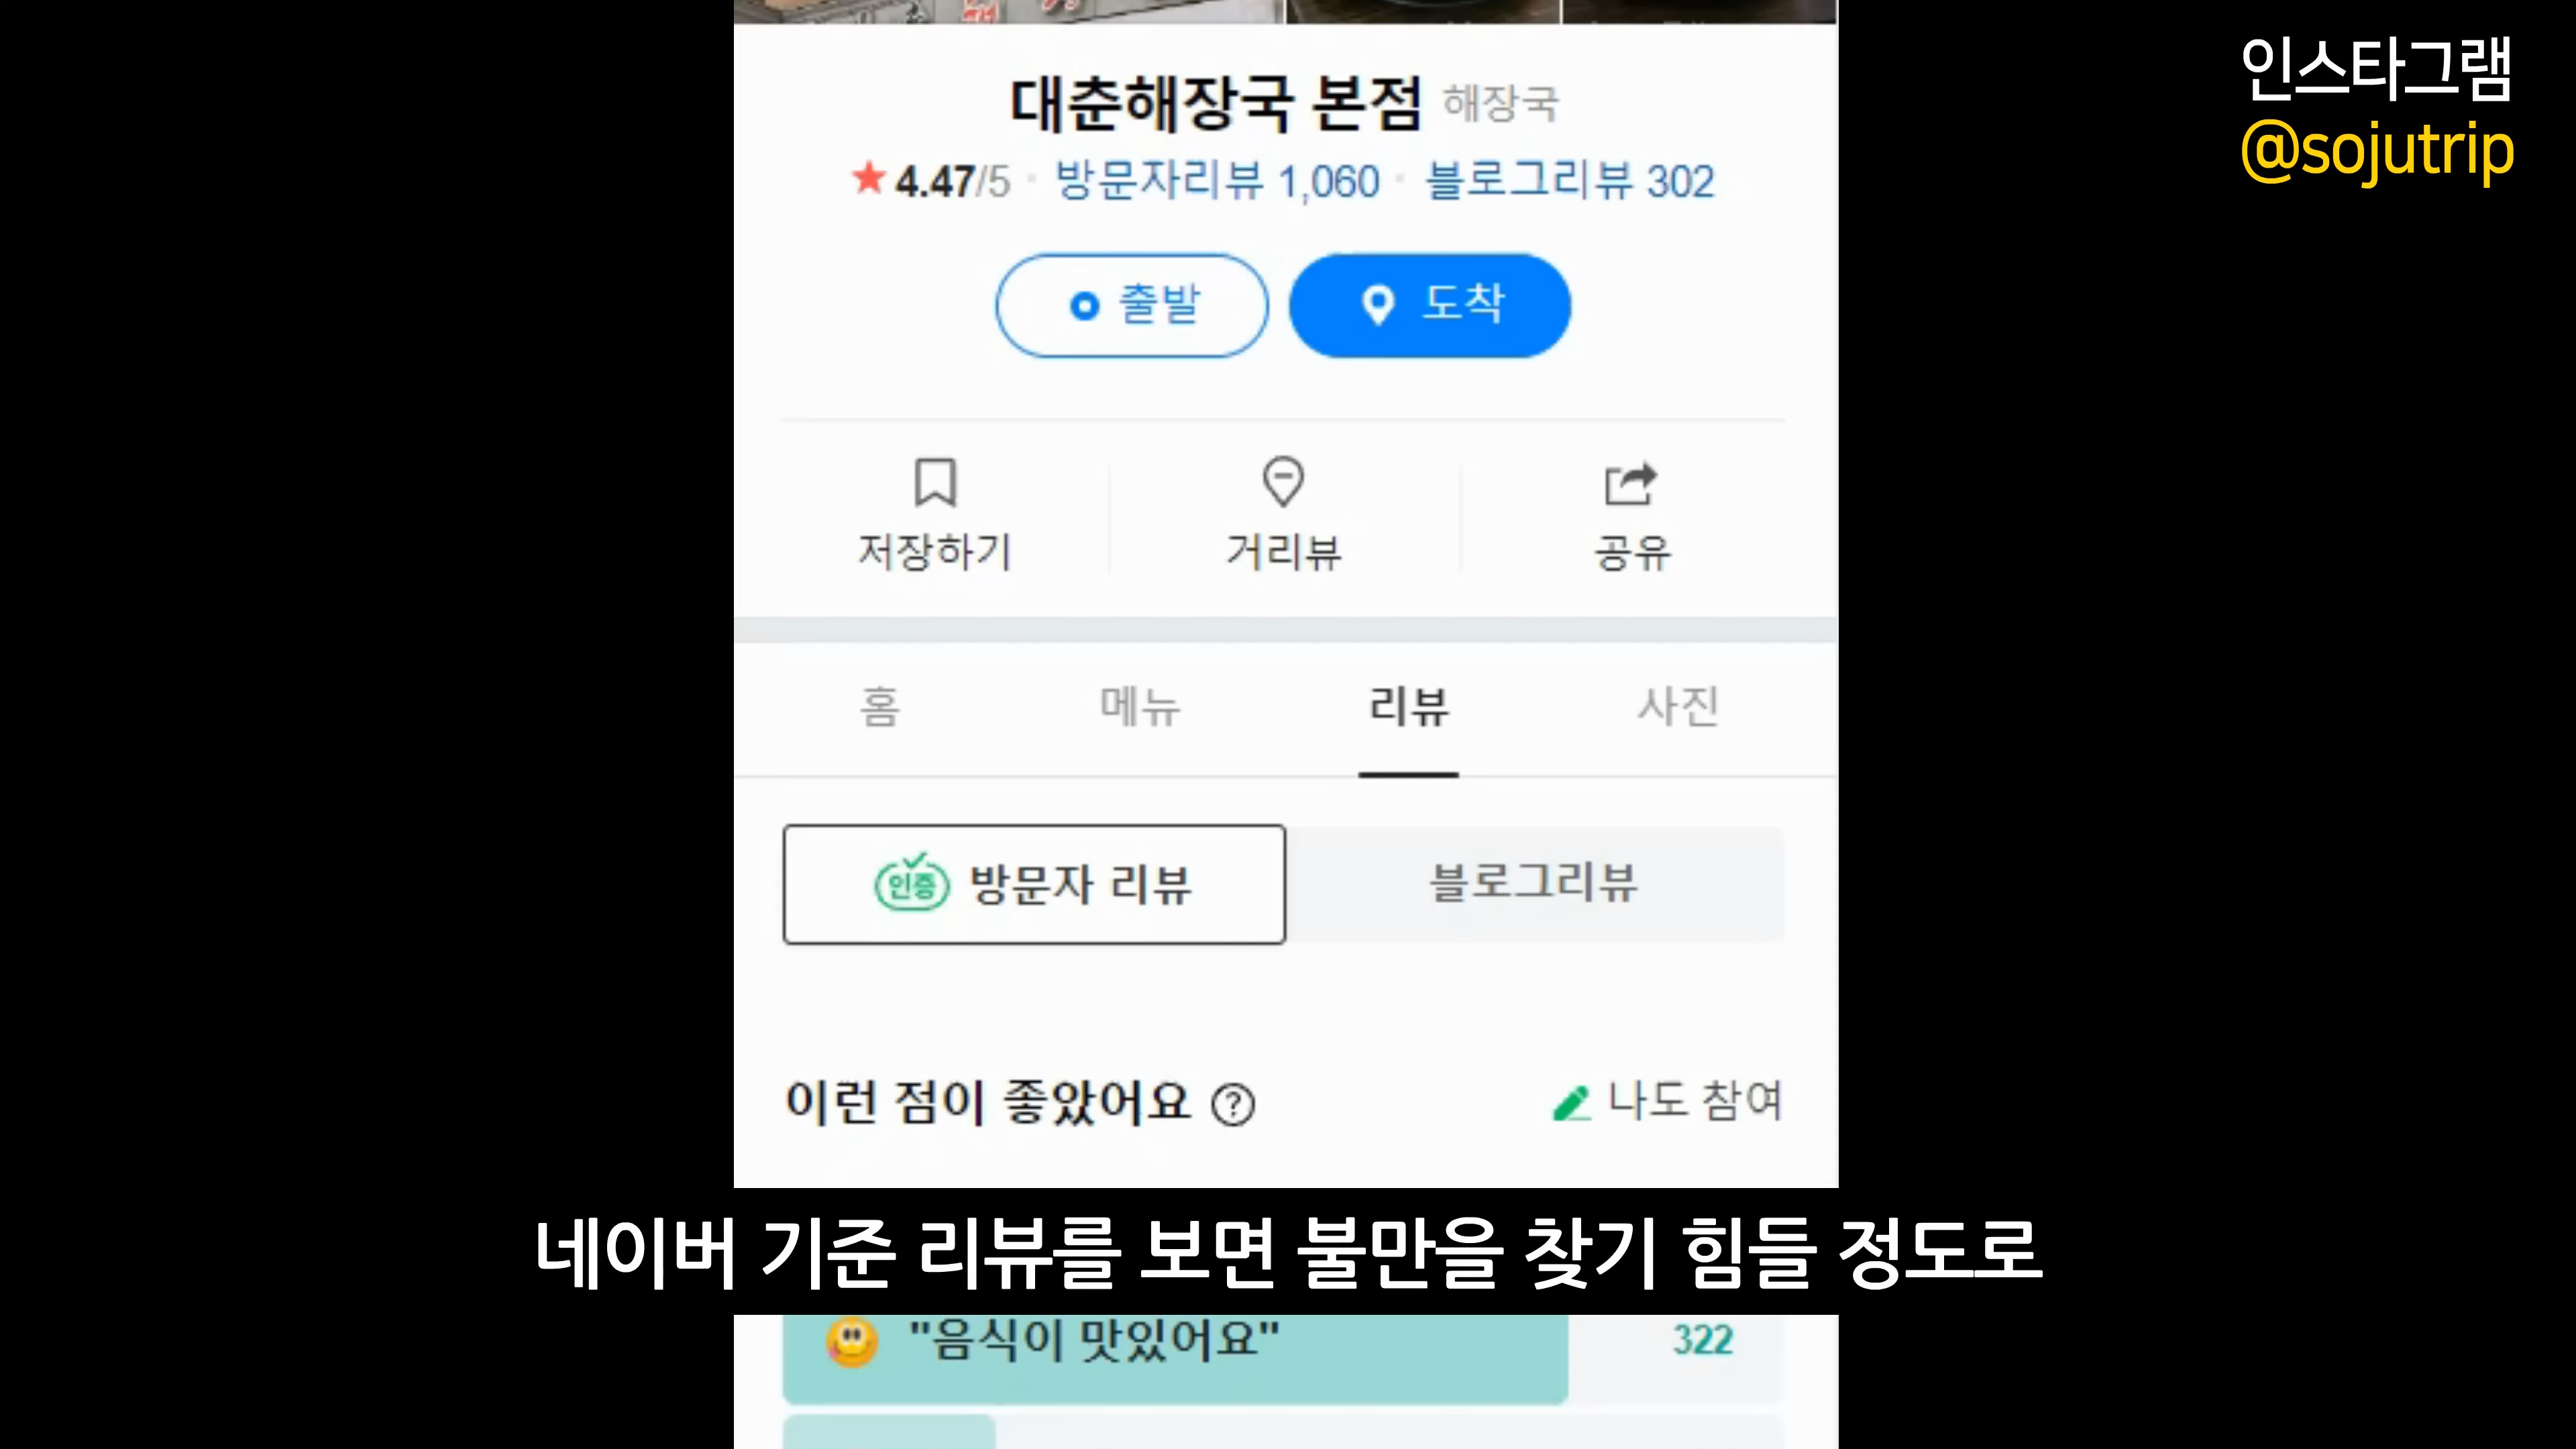 인스타그램
@sojutrip
대춘해장국 본점 해장국
4.47/5 · 방문자리뷰 1,060 · 블로그리뷰 302
출발 도착
저장하기 거리뷰 공유
홈 메뉴 리뷰 사진
인증 방문자 리뷰 블로그리뷰
이런 점이 좋았어요 ? 나도 참여
네이버 기준 리뷰를 보면 불만을 찾기 힘들 정도로
"음식이 맛있어요" 322